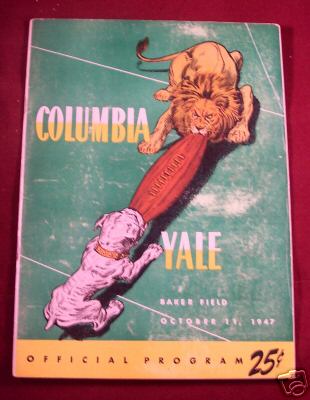 COLUMBIA
YALE
BAKER FIELD
OCTOBER 11, 1947
OFFICIAL PROGRAM 25¢